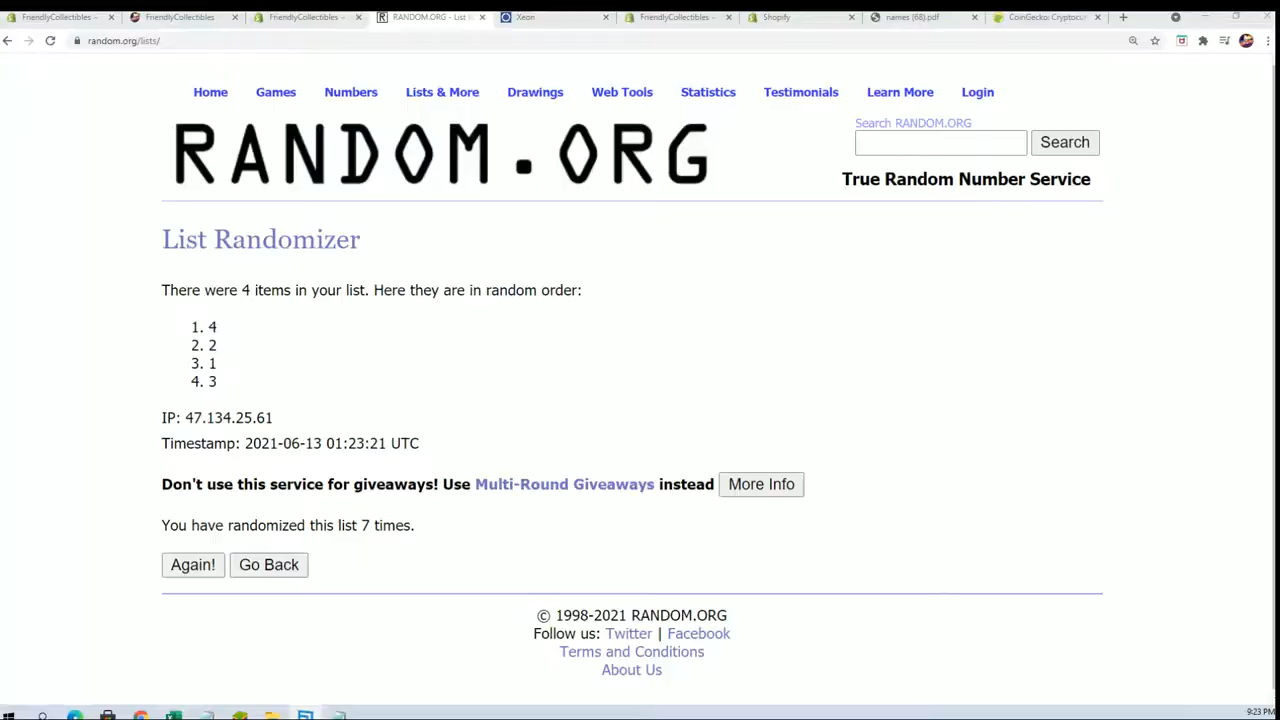 FriendlyCollectibles -
FriendlyCollectibles
FriendlyCollectibles -
RANDOM.ORG - List
Xeon
FriendlyCollectibles -
Shopify
names (68).pdf
CoinGecko: Cryptocu
random.org/lists/
Home Games Numbers Lists & More Drawings Web Tools Statistics Testimonials Learn More Login
RANDOM.ORG
Search RANDOM.ORG
Search
True Random Number Service
List Randomizer
There were 4 items in your list. Here they are in random order:
1. 4
2. 2
3. 1
4. 3
IP: 47.134.25.61
Timestamp: 2021-06-13 01:23:21 UTC
Don't use this service for giveaways! Use Multi-Round Giveaways instead More Info
You have randomized this list 7 times.
Again! Go Back
© 1998-2021 RANDOM.ORG
Follow us: Twitter | Facebook
Terms and Conditions
About Us
9:23 PM